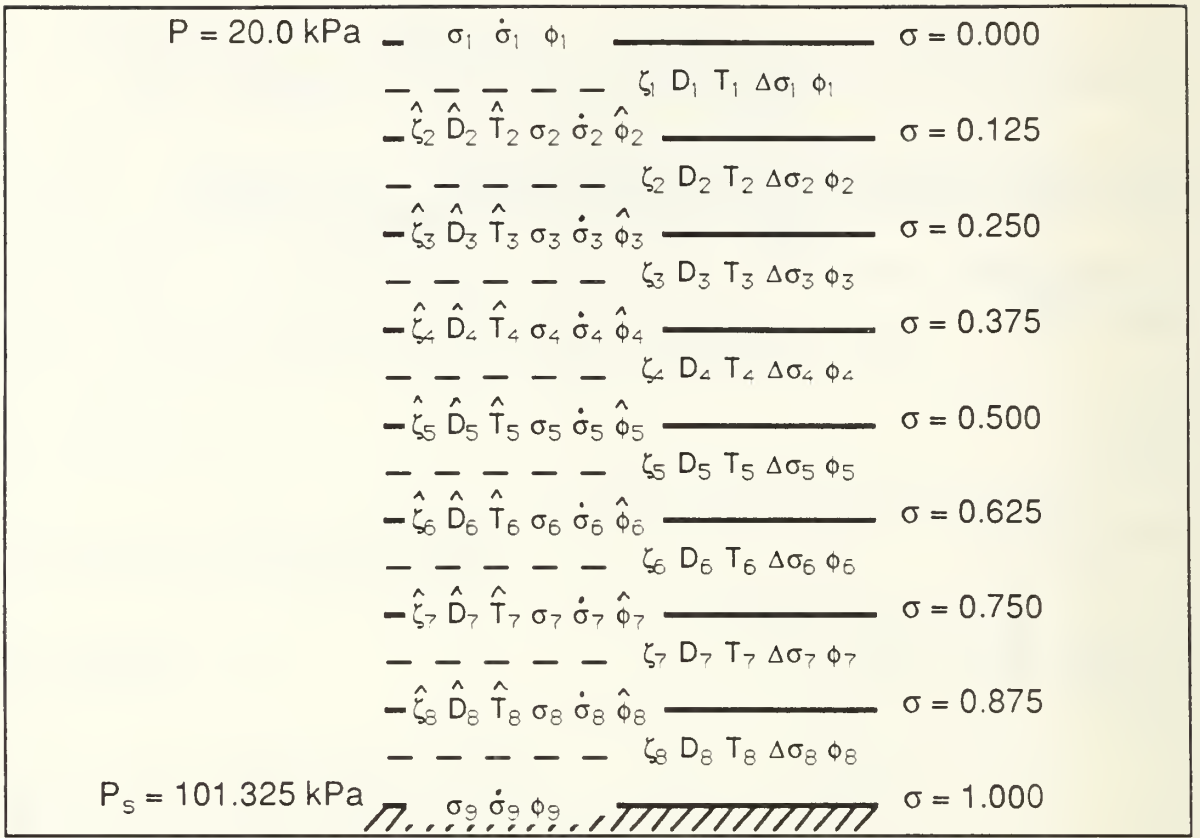 P = 20.0 kPa σ₁ σ̇₁ ϕ₁ σ = 0.000
ζ₁ D₁ T₁ Δσ₁ ϕ₁
ζ̂₂ D̂₂ T̂₂ σ₂ σ̇₂ ϕ̂₂ σ = 0.125
ζ₂ D₂ T₂ Δσ₂ ϕ₂
ζ̂₃ D̂₃ T̂₃ σ₃ σ̇₃ ϕ̂₃ σ = 0.250
ζ₃ D₃ T₃ Δσ₃ ϕ₃
ζ̂₄ D̂₄ T̂₄ σ₄ σ̇₄ ϕ̂₄ σ = 0.375
ζ₄ D₄ T₄ Δσ₄ ϕ₄
ζ̂₅ D̂₅ T̂₅ σ₅ σ̇₅ ϕ̂₅ σ = 0.500
ζ₅ D₅ T₅ Δσ₅ ϕ₅
ζ̂₆ D̂₆ T̂₆ σ₆ σ̇₆ ϕ̂₆ σ = 0.625
ζ₆ D₆ T₆ Δσ₆ ϕ₆
ζ̂₇ D̂₇ T̂₇ σ₇ σ̇₇ ϕ̂₇ σ = 0.750
ζ₇ D₇ T₇ Δσ₇ ϕ₇
ζ̂₈ D̂₈ T̂₈ σ₈ σ̇₈ ϕ̂₈ σ = 0.875
ζ₈ D₈ T₈ Δσ₈ ϕ₈
Pₛ = 101.325 kPa σ₉ σ̇₉ ϕ₉ σ = 1.000